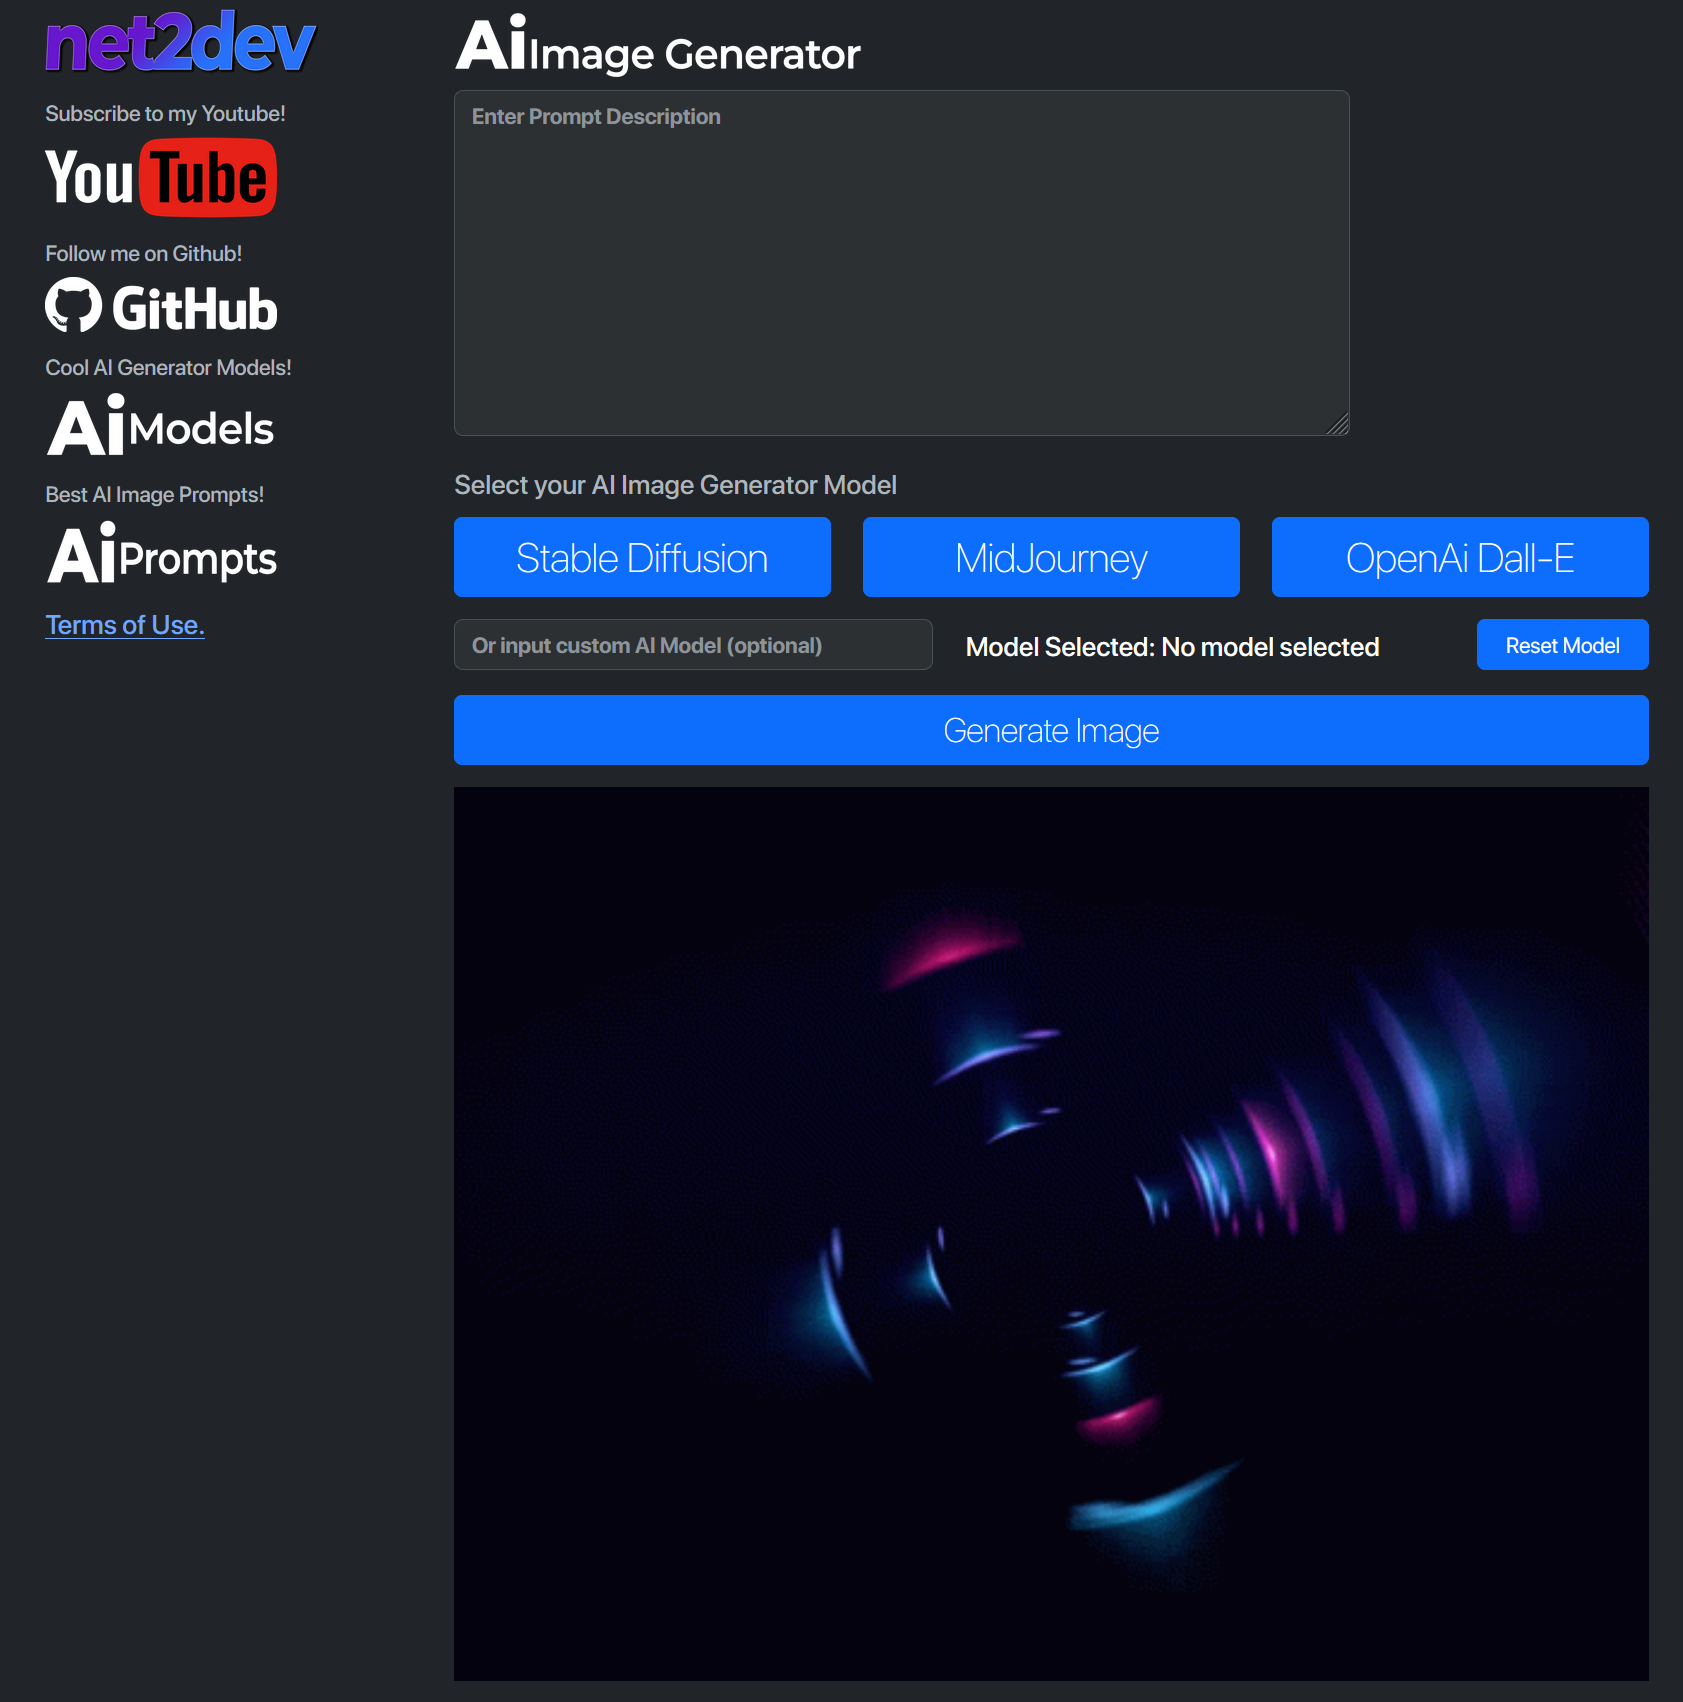 net2dev
Subscribe to my Youtube!
YouTube
Follow me on Github!
GitHub
Cool AI Generator Models!
AiModels
Best AI Image Prompts!
AiPrompts
Terms of Use.
AiImage Generator
Enter Prompt Description
Select your AI Image Generator Model
Stable Diffusion
MidJourney
OpenAi Dall-E
Or input custom AI Model (optional)
Model Selected: No model selected
Reset Model
Generate Image